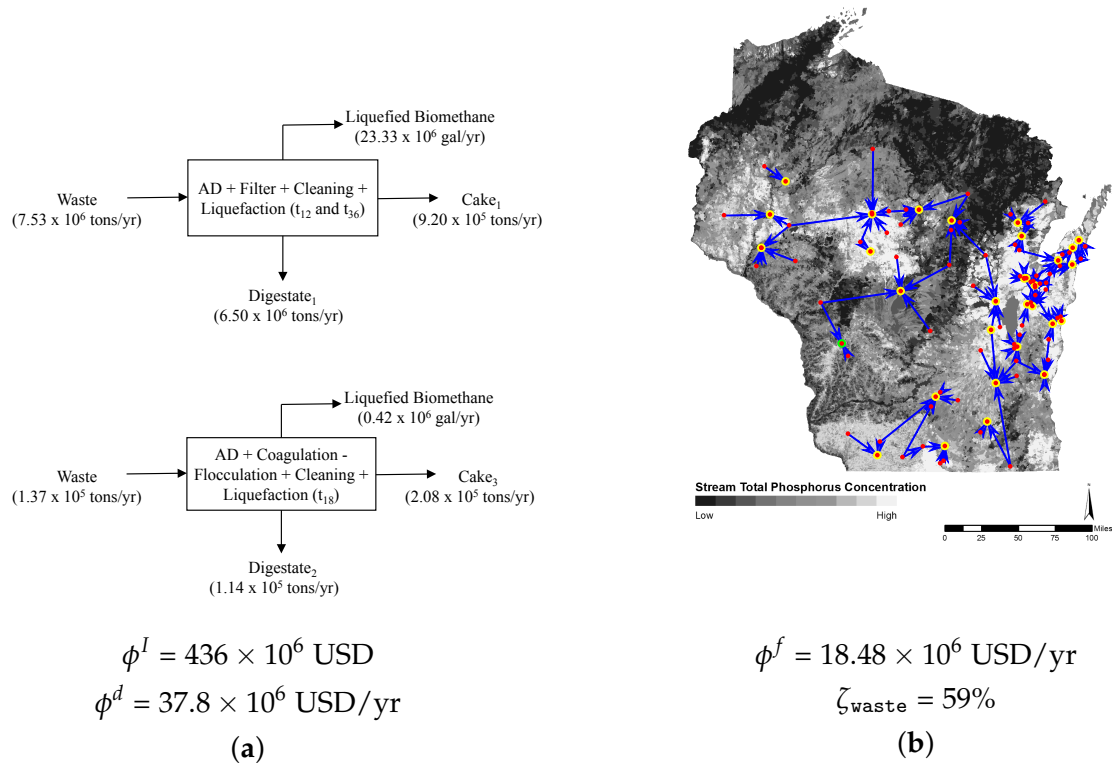 Liquefied Biomethane
(23.33 x 10⁶ gal/yr)
Waste
(7.53 x 10⁶ tons/yr)
AD + Filter + Cleaning +
Liquefaction (t₁₂ and t₃₆)
Cake₁
(9.20 x 10⁵ tons/yr)
Digestate₁
(6.50 x 10⁶ tons/yr)
Liquefied Biomethane
(0.42 x 10⁶ gal/yr)
Waste
(1.37 x 10⁵ tons/yr)
AD + Coagulation -
Flocculation + Cleaning +
Liquefaction (t₁₈)
Cake₃
(2.08 x 10⁵ tons/yr)
Digestate₂
(1.14 x 10⁵ tons/yr)
ϕᴵ = 436 × 10⁶ USD
ϕᵈ = 37.8 × 10⁶ USD/yr
(a)
Stream Total Phosphorus Concentration
Low High
N
Miles
0 25 50 75 100
ϕᶠ = 18.48 × 10⁶ USD/yr
ζwaste = 59%
(b)